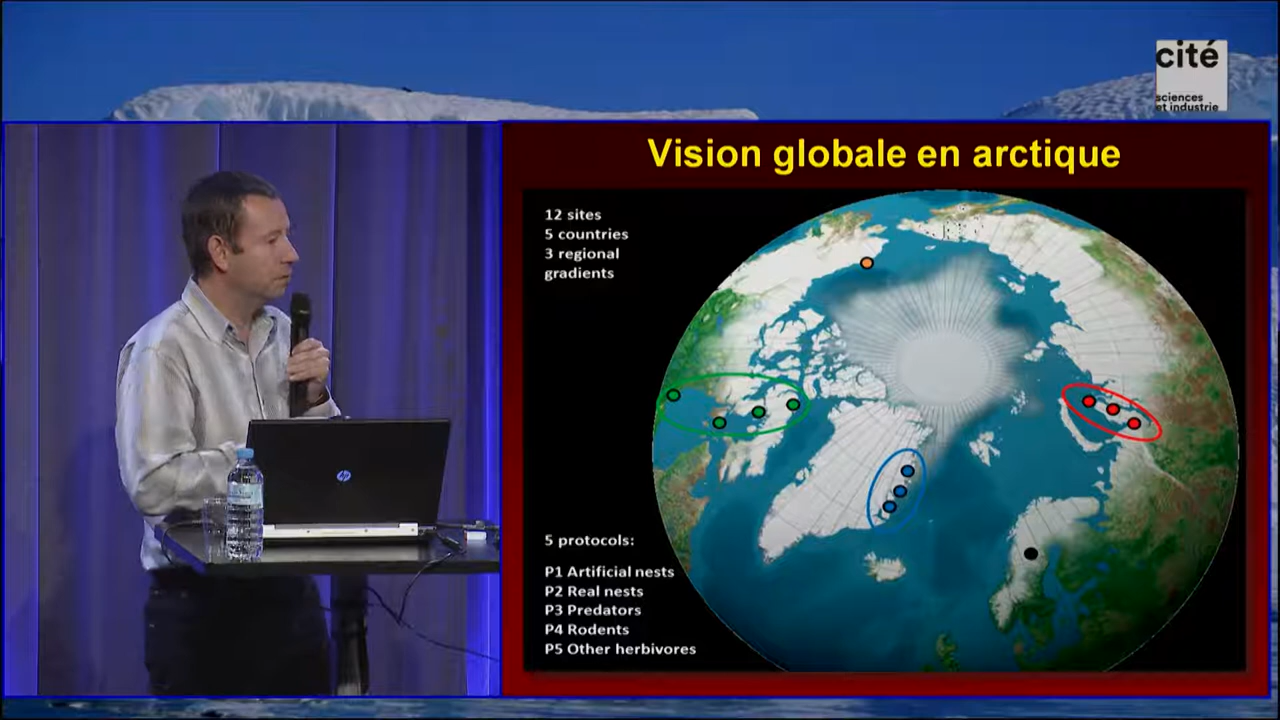 cité
sciences
et industrie
Vision globale en arctique
12 sites
5 countries
3 regional
gradients
5 protocols:
P1 Artificial nests
P2 Real nests
P3 Predators
P4 Rodents
P5 Other herbivores
hp